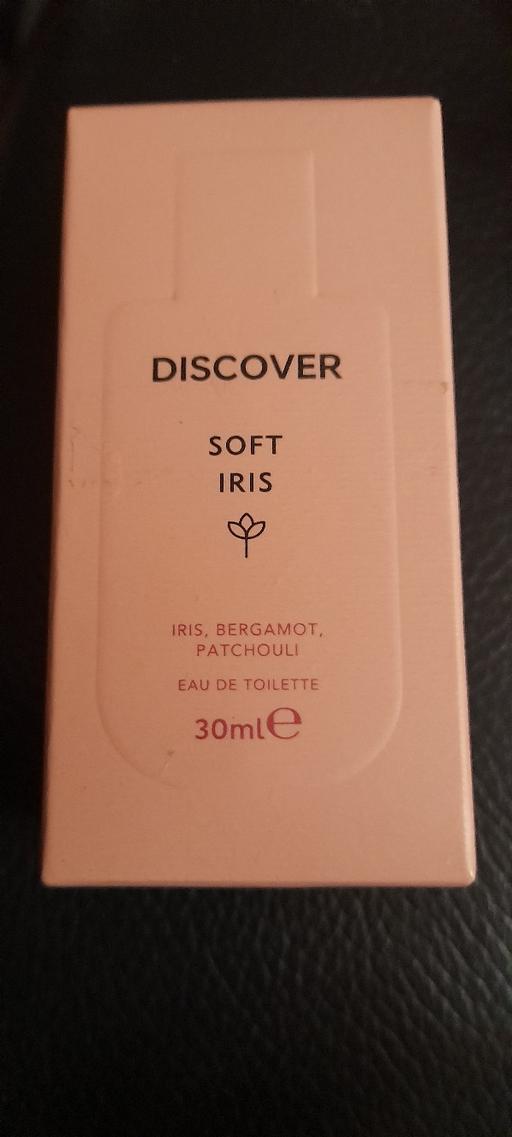 DISCOVER
SOFT
IRIS
IRIS, BERGAMOT,
PATCHOULI
EAU DE TOILETTE
30ml℮